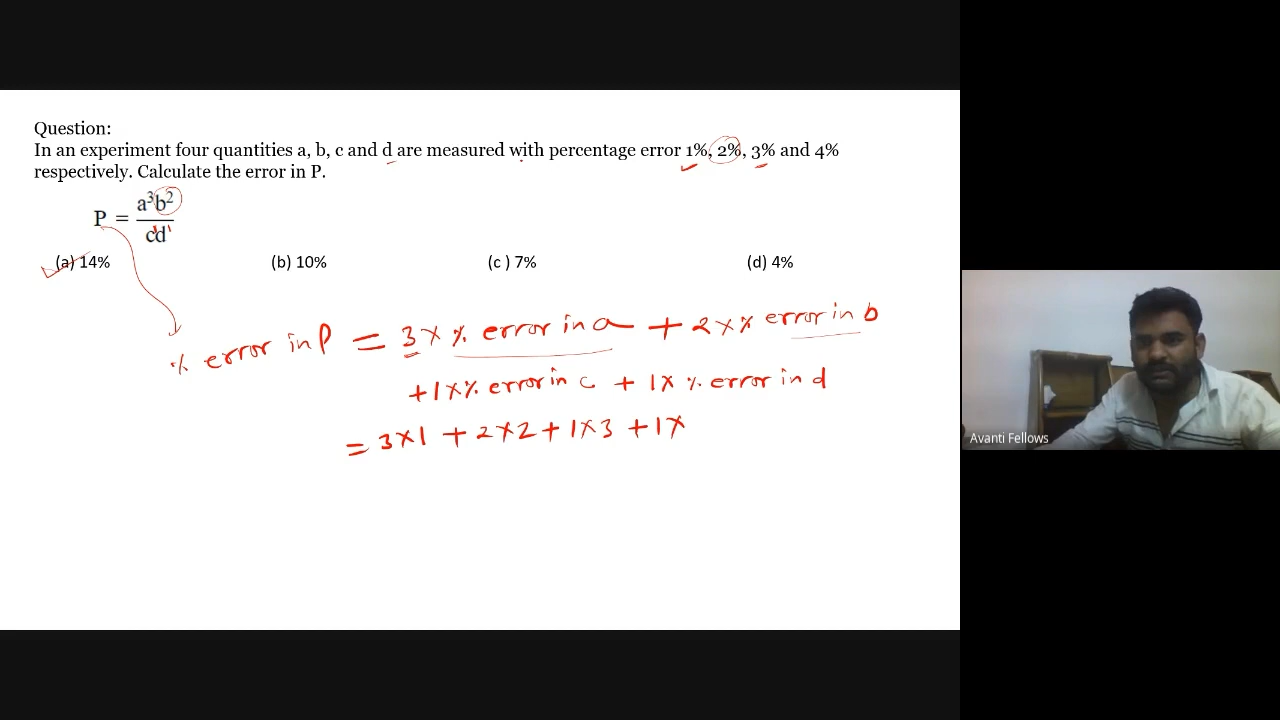 Question:
In an experiment four quantities a, b, c and d are measured with percentage error 1%, 2%, 3% and 4%
respectively. Calculate the error in P.
P = a³b² / cd
(a) 14% (b) 10% (c ) 7% (d) 4%
% error in P = 3 × % error in a + 2 × % error in b
+ 1 × % error in c + 1 × % error in d
= 3×1 + 2×2 + 1×3 + 1×
Avanti Fellows